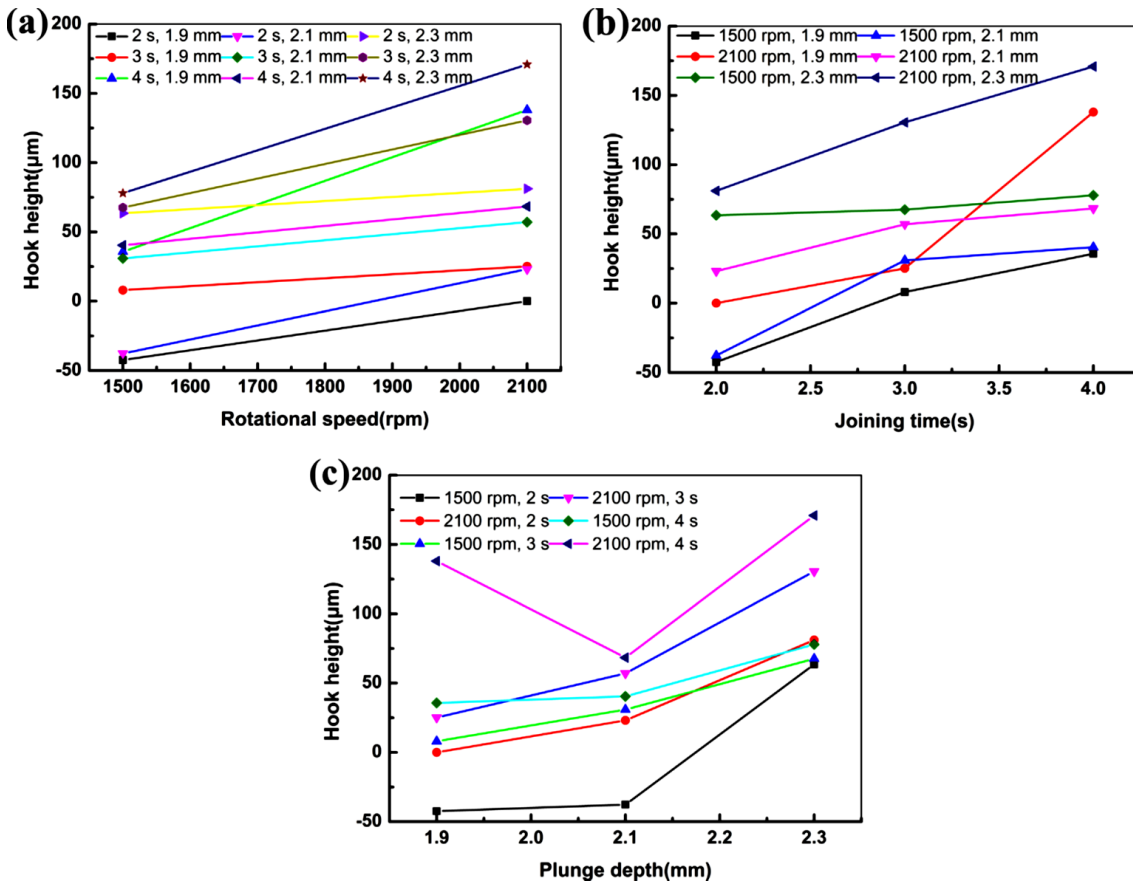 (a)
200
150
100
50
0
-50
Hook height(μm)
2 s, 1.9 mm 2 s, 2.1 mm 2 s, 2.3 mm
3 s, 1.9 mm 3 s, 2.1 mm 3 s, 2.3 mm
4 s, 1.9 mm 4 s, 2.1 mm 4 s, 2.3 mm
1500 1600 1700 1800 1900 2000 2100
Rotational speed(rpm)
(b)
200
150
100
50
0
-50
Hook height(μm)
1500 rpm, 1.9 mm 1500 rpm, 2.1 mm
2100 rpm, 1.9 mm 2100 rpm, 2.1 mm
1500 rpm, 2.3 mm 2100 rpm, 2.3 mm
2.0 2.5 3.0 3.5 4.0
Joining time(s)
(c)
200
150
100
50
0
-50
Hook height(μm)
1500 rpm, 2 s 2100 rpm, 3 s
2100 rpm, 2 s 1500 rpm, 4 s
1500 rpm, 3 s 2100 rpm, 4 s
1.9 2.0 2.1 2.2 2.3
Plunge depth(mm)